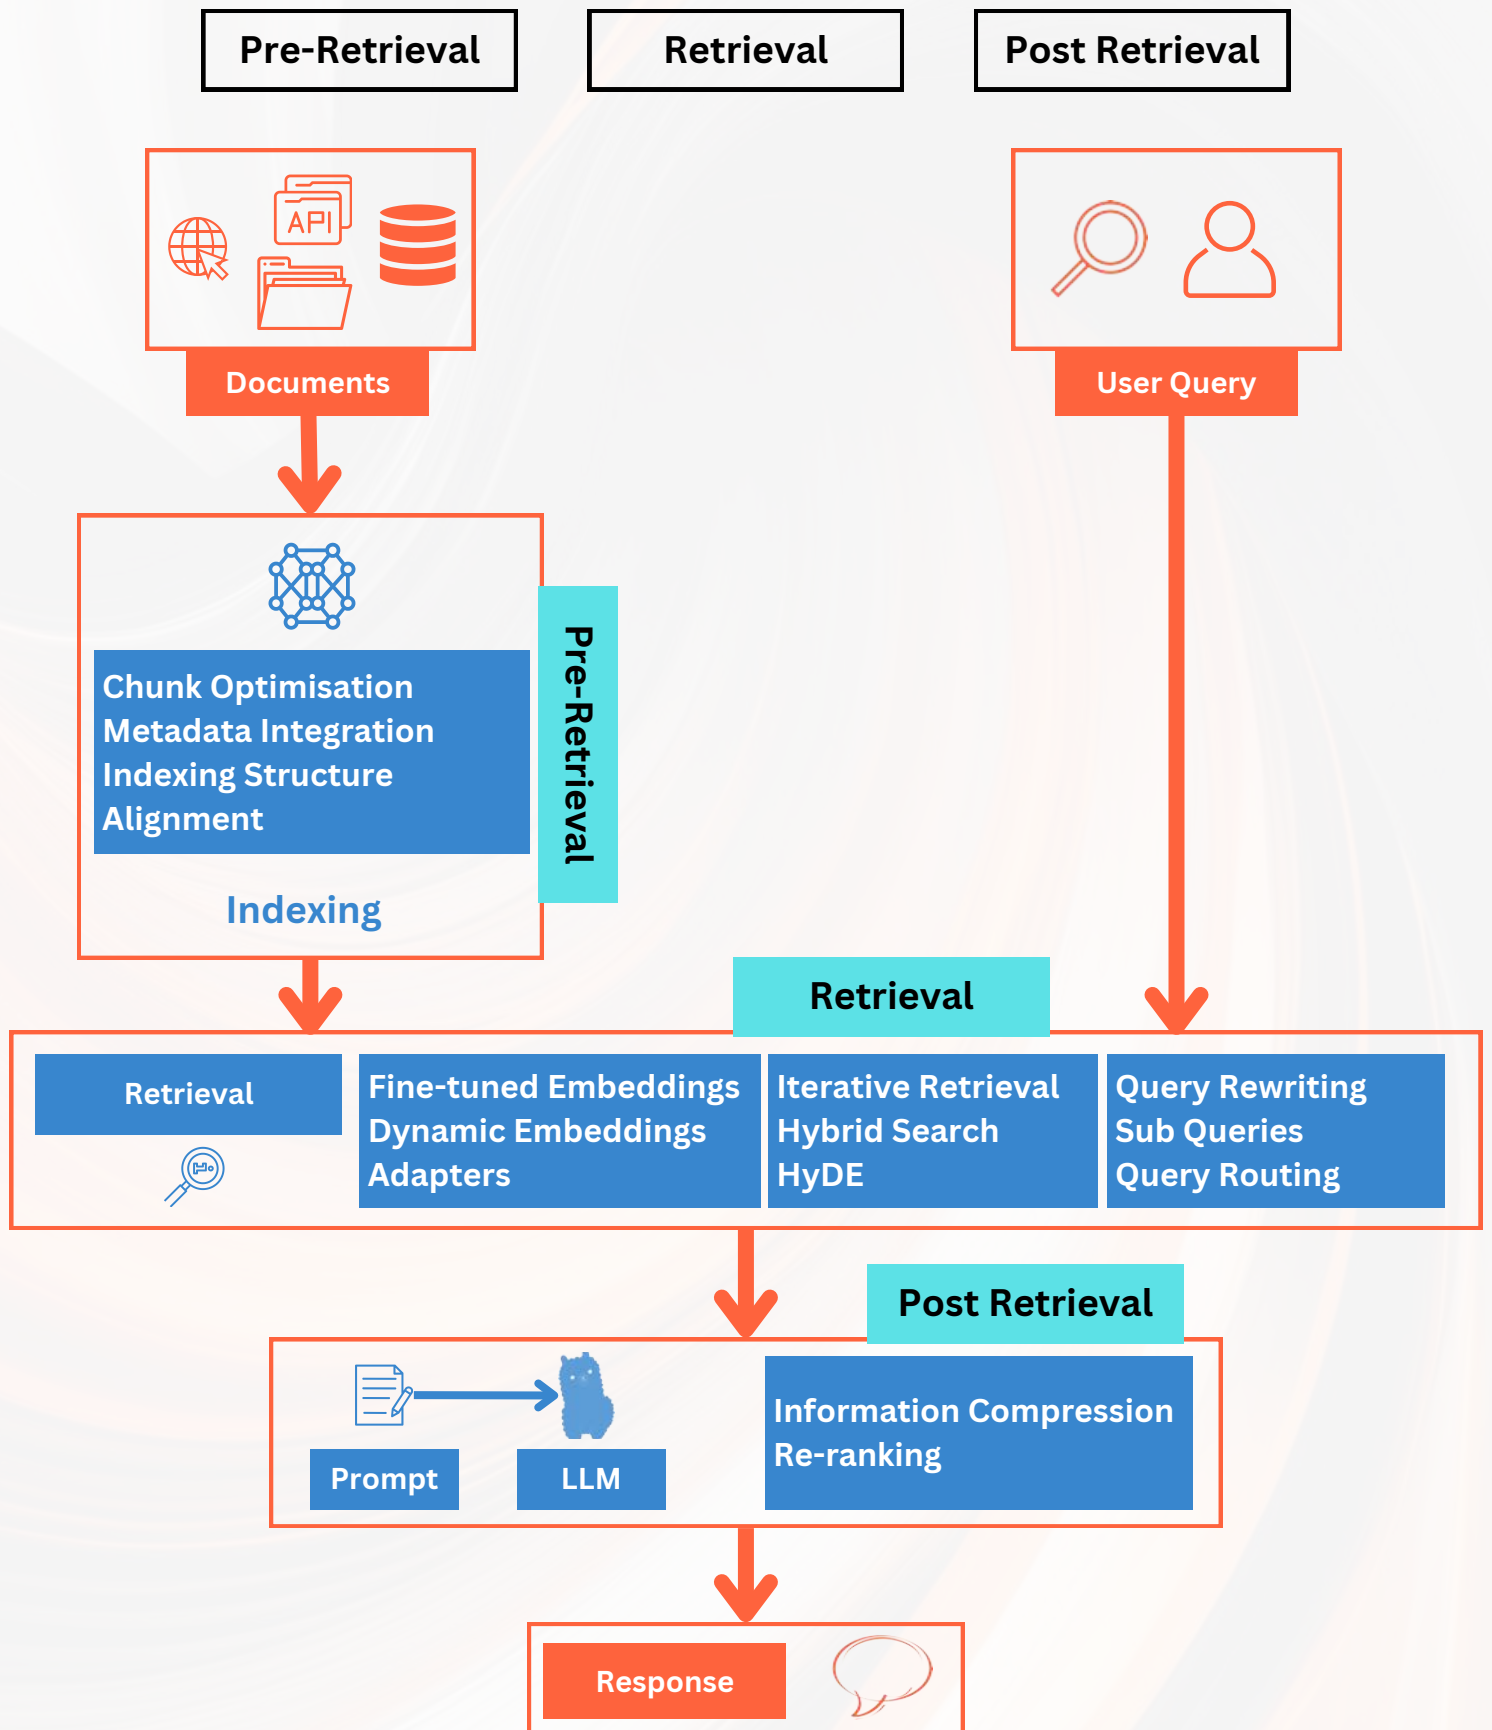 Pre-Retrieval
Retrieval
Post Retrieval
API
Documents
User Query
Chunk Optimisation
Metadata Integration
Indexing Structure
Alignment
Indexing
Pre-Retrieval
Retrieval
Retrieval
Fine-tuned Embeddings
Dynamic Embeddings
Adapters
Iterative Retrieval
Hybrid Search
HyDE
Query Rewriting
Sub Queries
Query Routing
Post Retrieval
Prompt
LLM
Information Compression
Re-ranking
Response